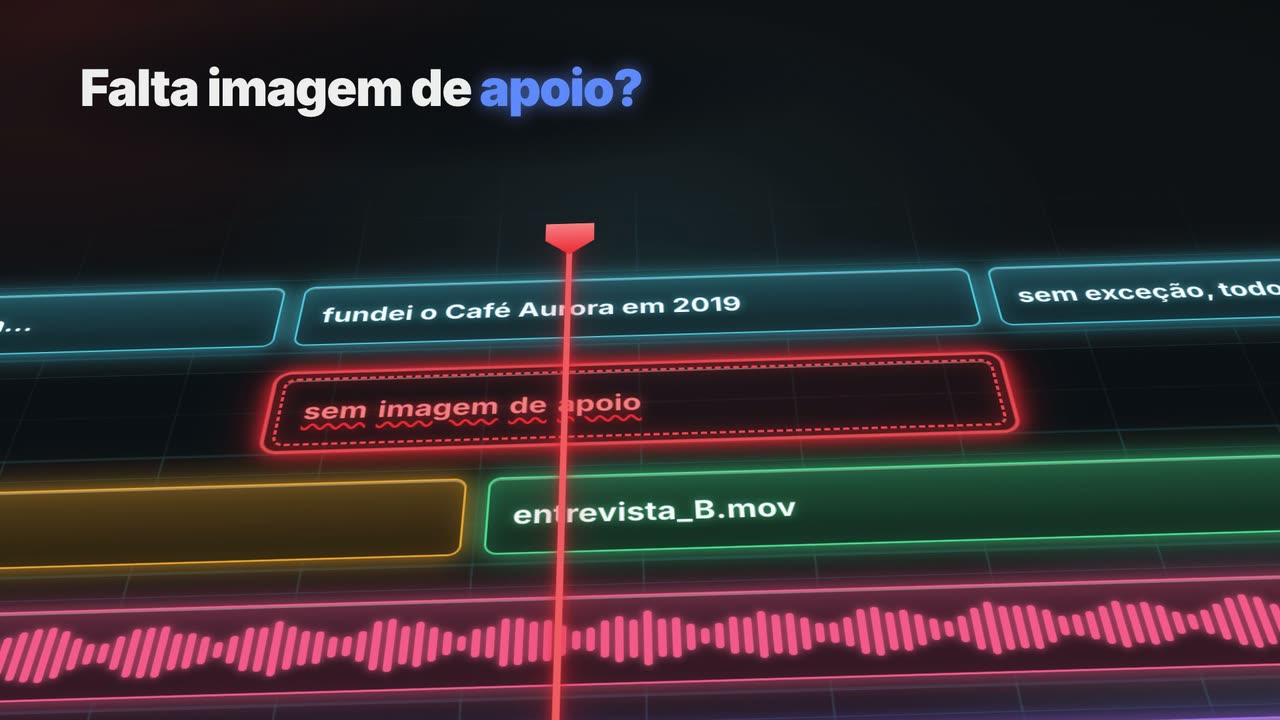 Falta imagem de apoio?
fundei o Café Aurora em 2019
sem exceção, todo
sem imagem de apoio
entrevista_B.mov